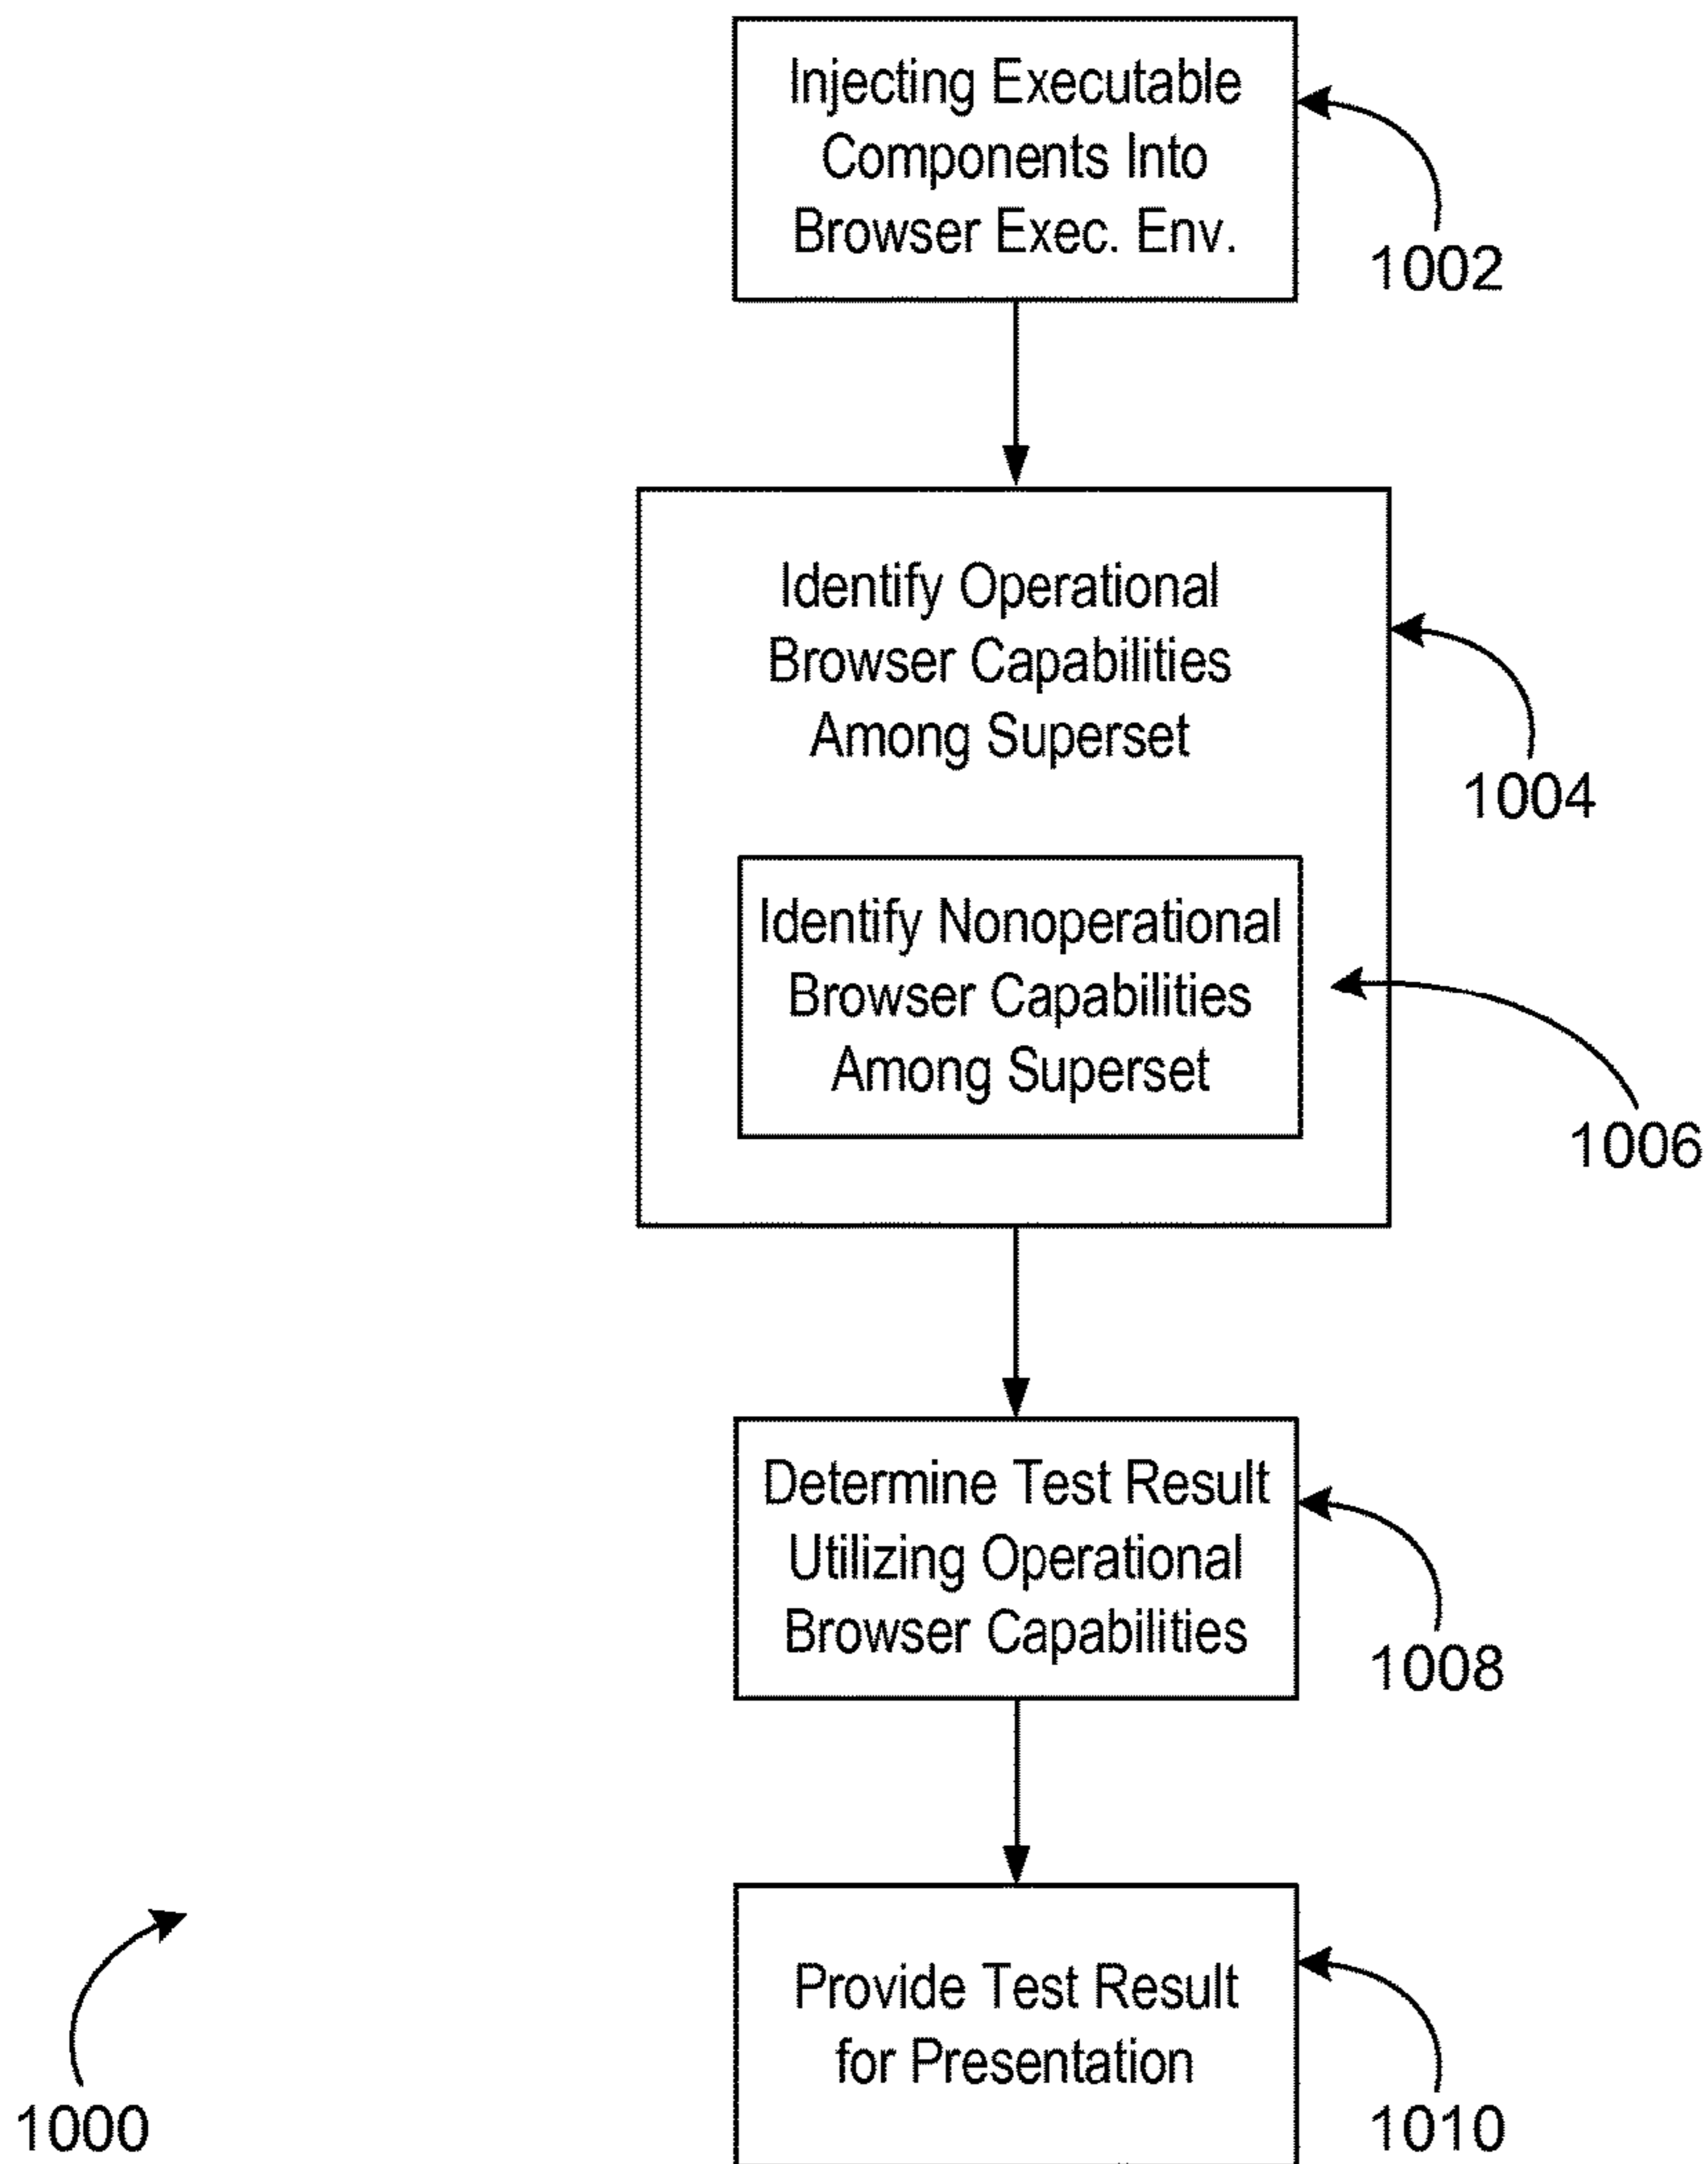 Injecting Executable
Components Into
Browser Exec. Env.
1002
Identify Operational
Browser Capabilities
Among Superset
1004
Identify Nonoperational
Browser Capabilities
Among Superset
1006
Determine Test Result
Utilizing Operational
Browser Capabilities
1008
Provide Test Result
for Presentation
1000
1010